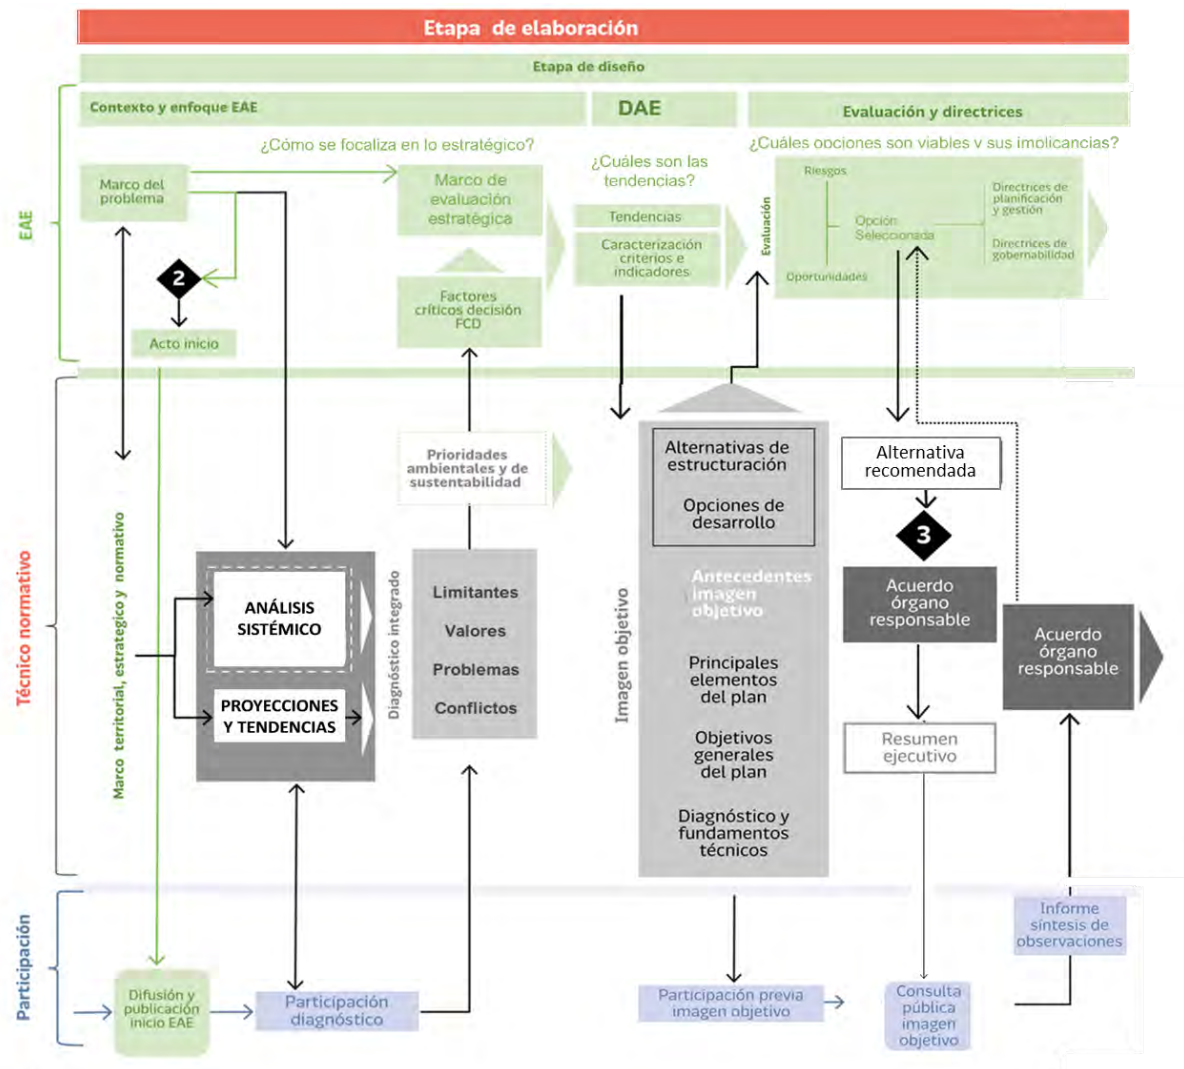 Etapa de elaboración
Etapa de diseño
Contexto y enfoque EAE
DAE
Evaluación y directrices
¿Cómo se focaliza en lo estratégico?
¿Cuáles son las
tendencias?
¿Cuáles opciones son viables v sus implicancias?
EAE
Marco del
problema
2
Acto inicio
Marco de
evaluación
estratégica
Factores
críticos decisión
FCD
Tendencias
Caracterización
criterios e
indicadores
Evaluación
Riesgos
Opción
Seleccionada
Oportunidades
Directrices de
planificación
y gestión
Directrices de
gobernabilidad
Técnico normativo
Marco territorial, estrategico y normativo
ANÁLISIS
SISTÉMICO
PROYECCIONES
Y TENDENCIAS
Diagnóstico integrado
Prioridades
ambientales y de
sustentabilidad
Limitantes
Valores
Problemas
Conflictos
Imagen objetivo
Alternativas de
estructuración
Opciones de
desarrollo
Antecedentes
imagen
objetivo
Principales
elementos
del plan
Objetivos
generales
del plan
Diagnóstico y
fundamentos
técnicos
Alternativa
recomendada
3
Acuerdo
órgano
responsable
Resumen
ejecutivo
Acuerdo
órgano
responsable
Participación
Difusión y
publicación
inicio EAE
Participación
diagnóstico
Participación previa
imagen objetivo
Consulta
pública
imagen
objetivo
Informe
síntesis de
observaciones